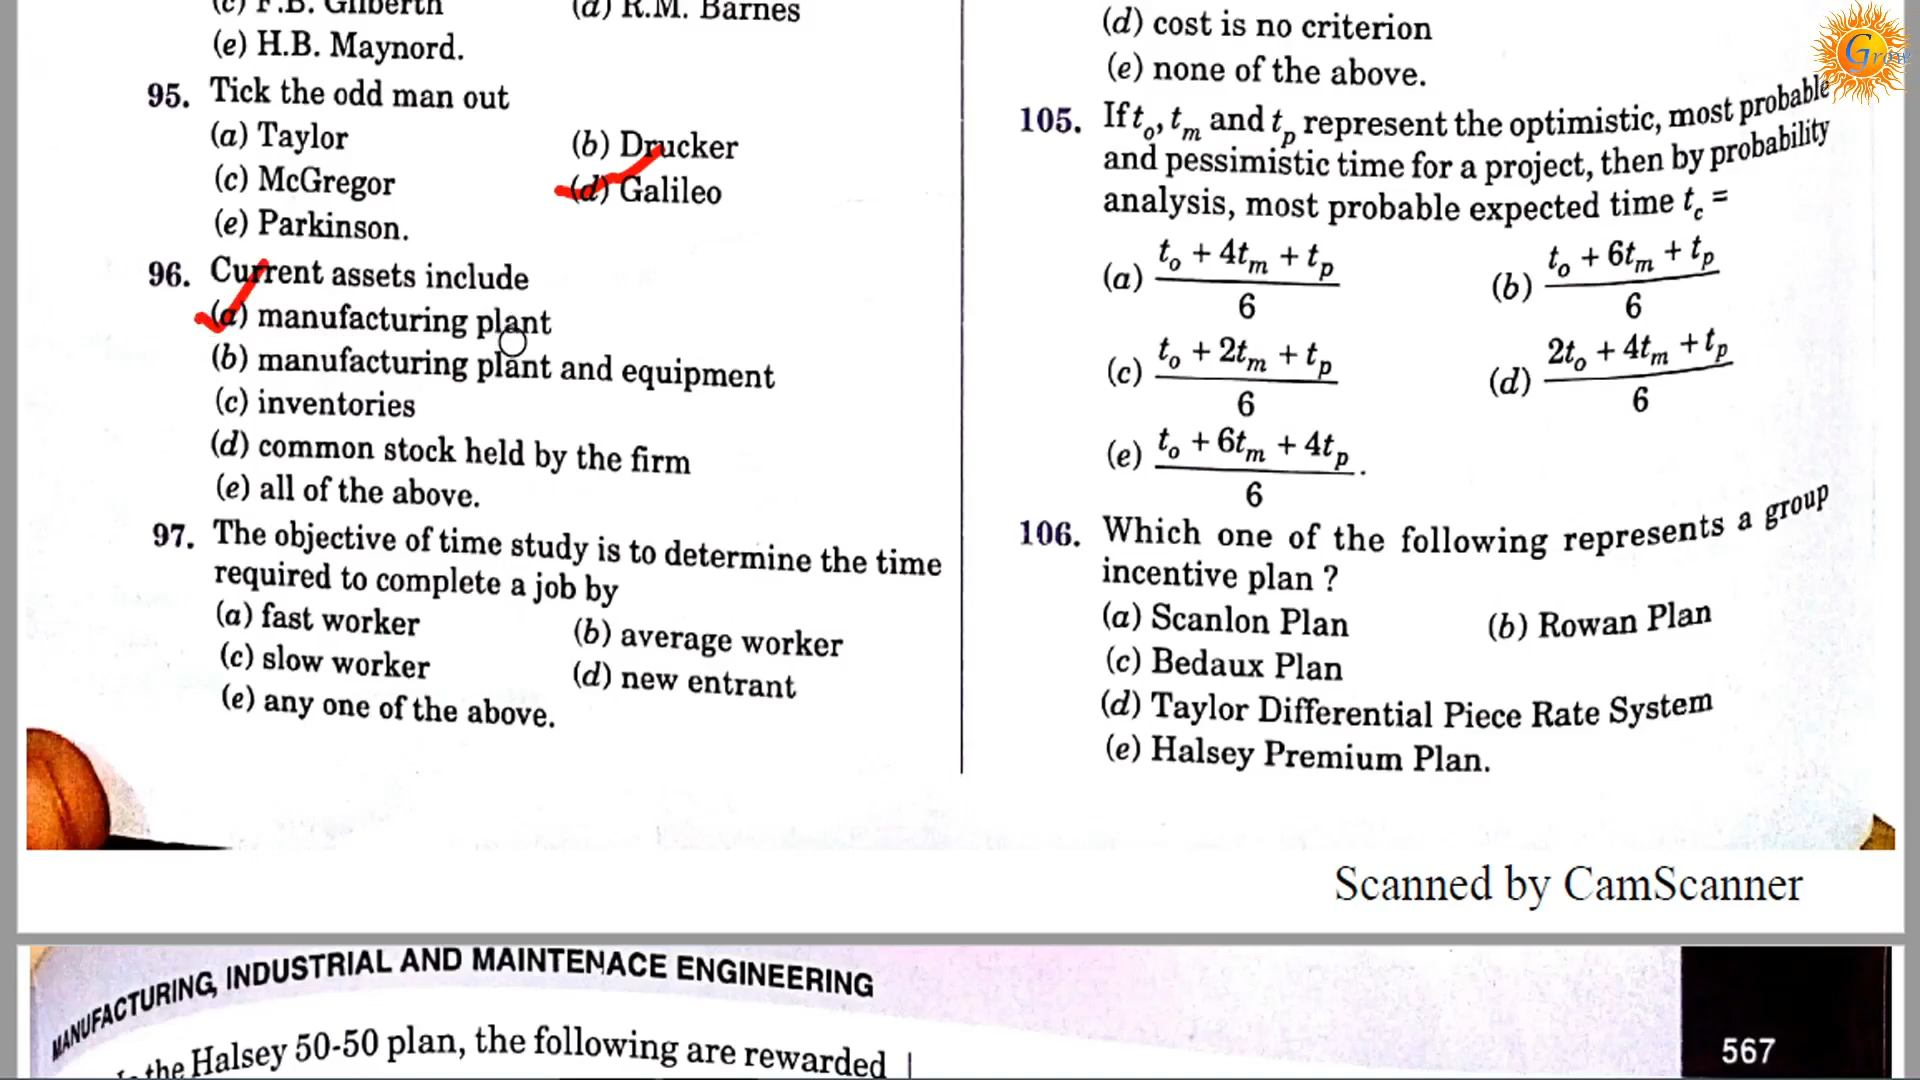 (c) F.B. Gilberth
(d) R.M. Barnes
(e) H.B. Maynord.
95. Tick the odd man out
(a) Taylor
(b) Drucker
(c) McGregor
(d) Galileo
(e) Parkinson.
96. Current assets include
(a) manufacturing plant
(b) manufacturing plant and equipment
(c) inventories
(d) common stock held by the firm
(e) all of the above.
97. The objective of time study is to determine the time
required to complete a job by
(a) fast worker
(b) average worker
(c) slow worker
(d) new entrant
(e) any one of the above.
(d) cost is no criterion
(e) none of the above.
105. If t_o, t_m and t_p represent the optimistic, most probable
and pessimistic time for a project, then by probability
analysis, most probable expected time t_c =
(a) (t_o + 4t_m + t_p) / 6
(b) (t_o + 6t_m + t_p) / 6
(c) (t_o + 2t_m + t_p) / 6
(d) (2t_o + 4t_m + t_p) / 6
(e) (t_o + 6t_m + 4t_p) / 6 .
106. Which one of the following represents a group
incentive plan ?
(a) Scanlon Plan
(b) Rowan Plan
(c) Bedaux Plan
(d) Taylor Differential Piece Rate System
(e) Halsey Premium Plan.
Scanned by CamScanner
MANUFACTURING, INDUSTRIAL AND MAINTENACE ENGINEERING
567
the Halsey 50-50 plan, the following are rewarded
Grow